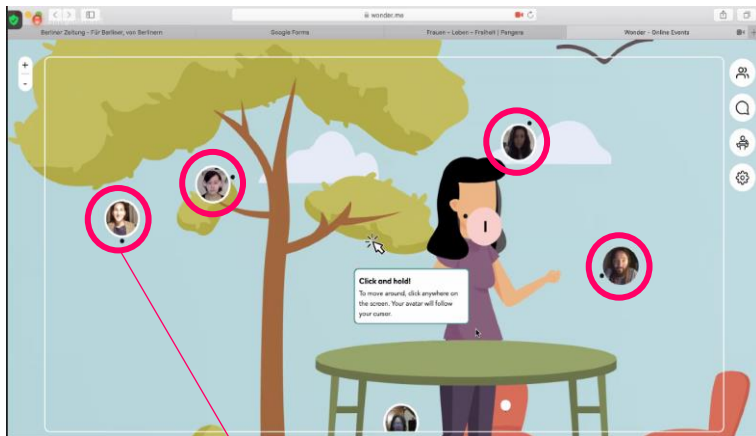 wonder.me
Berliner Zeitung - Für Berliner, von Berlinern
Google Forms
Frauen – Leben – Freiheit | Pangea
Wonder - Online Events
+
-
I
Click and hold!
To move around, click anywhere on
the screen. Your avatar will follow
your cursor.